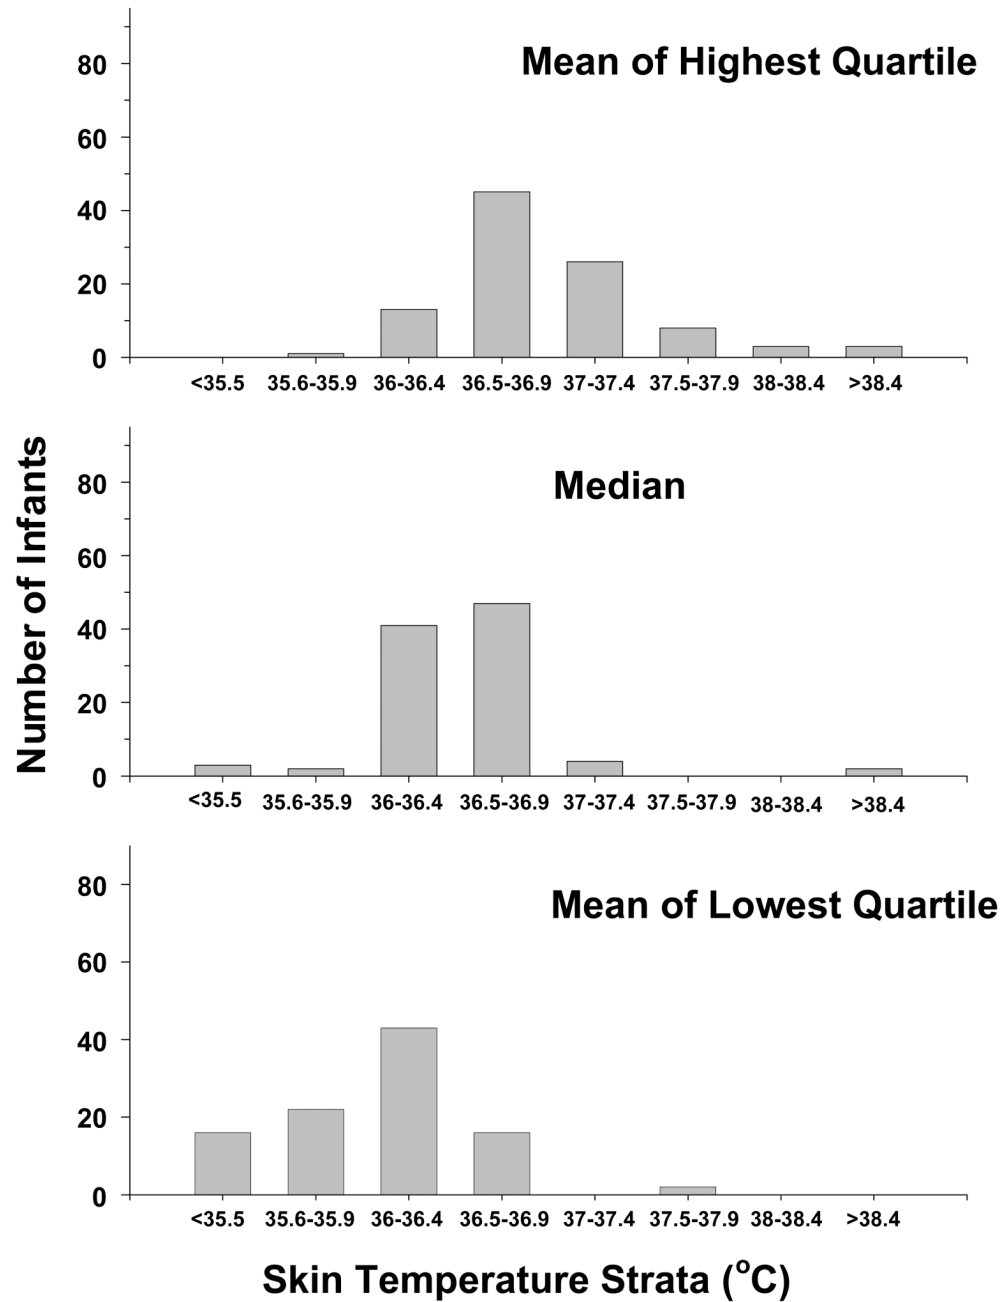 Mean of Highest Quartile
80
60
40
20
0
<35.5 35.6-35.9 36-36.4 36.5-36.9 37-37.4 37.5-37.9 38-38.4 >38.4
Number of Infants
Median
80
60
40
20
0
<35.5 35.6-35.9 36-36.4 36.5-36.9 37-37.4 37.5-37.9 38-38.4 >38.4
Mean of Lowest Quartile
80
60
40
20
0
<35.5 35.6-35.9 36-36.4 36.5-36.9 37-37.4 37.5-37.9 38-38.4 >38.4
Skin Temperature Strata (°C)